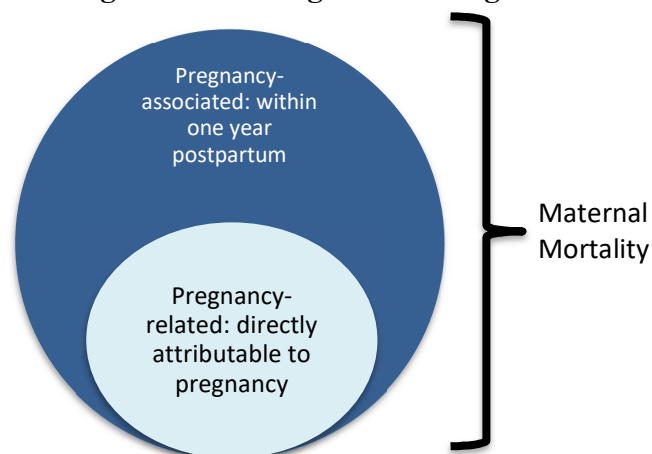 Pregnancy-
associated: within
one year
postpartum
Pregnancy-
related: directly
attributable to
pregnancy
Maternal
Mortality